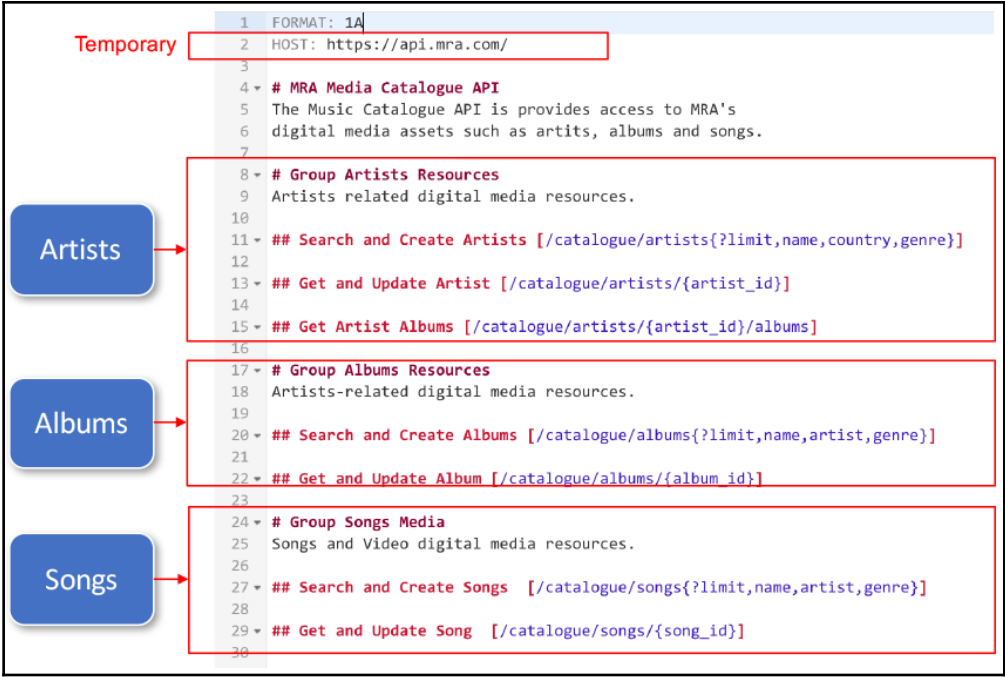 1 FORMAT: 1A
Temporary
2 HOST: https://api.mra.com/
3
4 # MRA Media Catalogue API
5 The Music Catalogue API is provides access to MRA's
6 digital media assets such as artits, albums and songs.
7
8 # Group Artists Resources
9 Artists related digital media resources.
10
Artists
11 ## Search and Create Artists [/catalogue/artists{?limit,name,country,genre}]
12
13 ## Get and Update Artist [/catalogue/artists/{artist_id}]
14
15 ## Get Artist Albums [/catalogue/artists/{artist_id}/albums]
16
17 # Group Albums Resources
18 Artists-related digital media resources.
19
Albums
20 ## Search and Create Albums [/catalogue/albums{?limit,name,artist,genre}]
21
22 ## Get and Update Album [/catalogue/albums/{album_id}]
23
24 # Group Songs Media
25 Songs and Video digital media resources.
26
Songs
27 ## Search and Create Songs  [/catalogue/songs{?limit,name,artist,genre}]
28
29 ## Get and Update Song  [/catalogue/songs/{song_id}]
30